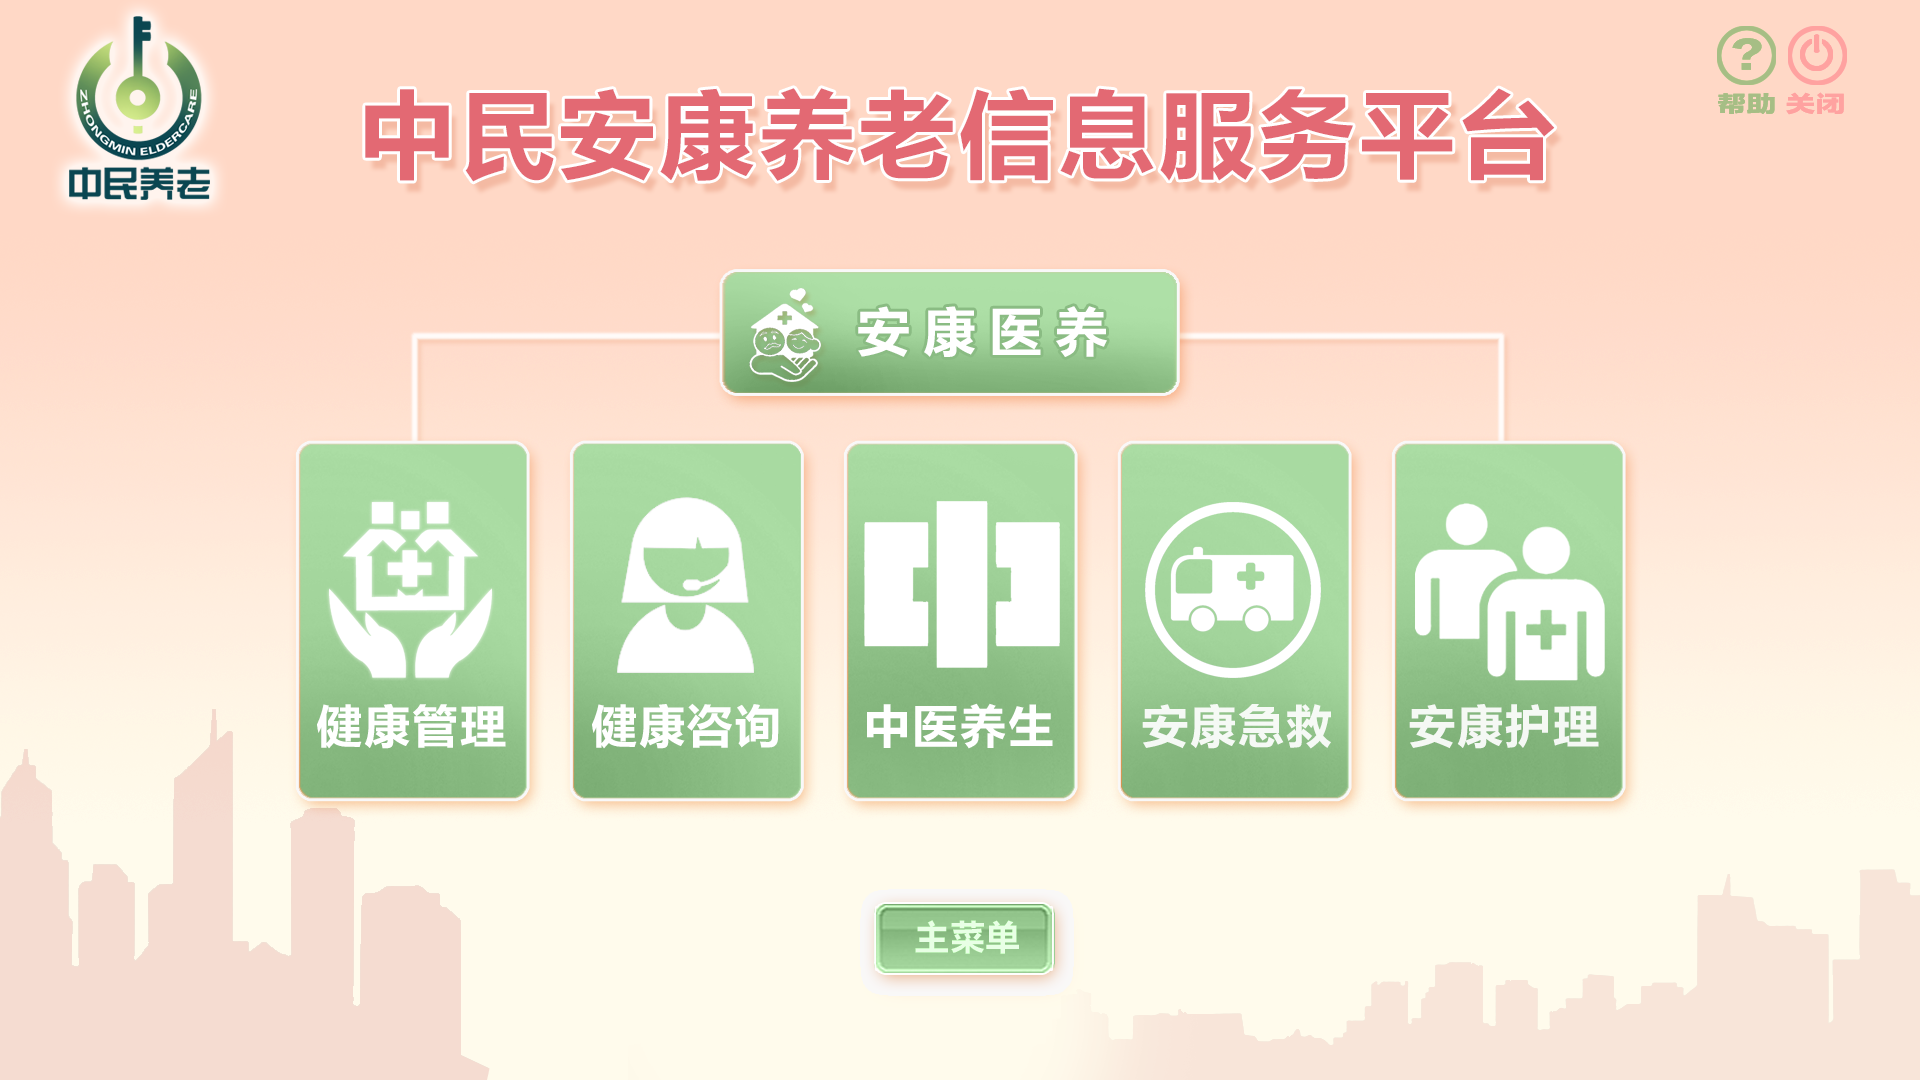 ZHONGMIN ELDERCARE
中民养老
中民安康养老信息服务平台
帮助
关闭
安康医养
健康管理
健康咨询
中医养生
安康急救
安康护理
主菜单